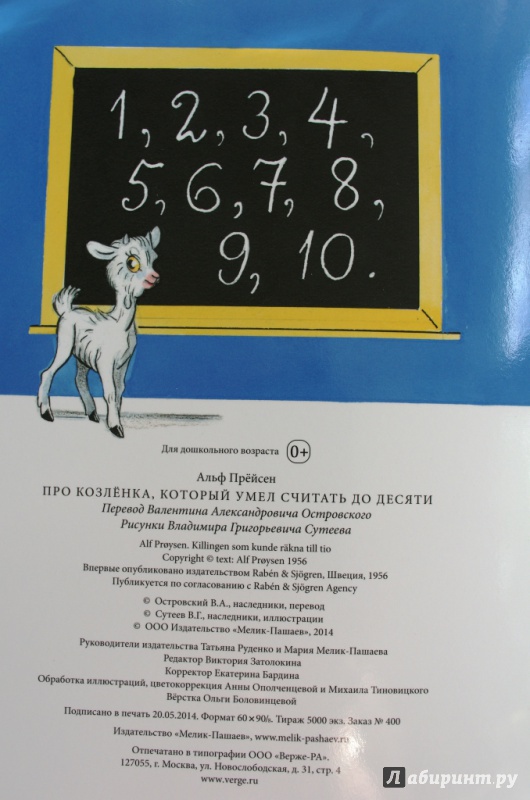 1, 2, 3, 4,
5, 6, 7, 8,
9, 10.
Для дошкольного возраста 0+
Альф Прёйсен
ПРО КОЗЛЁНКА, КОТОРЫЙ УМЕЛ СЧИТАТЬ ДО ДЕСЯТИ
Перевод Валентина Александровича Островского
Рисунки Владимира Григорьевича Сутеева
Alf Prøysen. Killingen som kunde räkna till tio
Copyright © text: Alf Prøysen 1956
Впервые опубликовано издательством Rabén & Sjögren, Швеция, 1956
Публикуется по согласованию с Rabén & Sjögren Agency
© Островский В.А., наследники, перевод
© Сутеев В.Г., наследники, иллюстрации
© ООО Издательство «Мелик-Пашаев», 2014
Руководители издательства Татьяна Руденко и Мария Мелик-Пашаева
Редактор Виктория Затолокина
Корректор Екатерина Бардина
Обработка иллюстраций, цветокоррекция Анны Ополченцевой и Михаила Тиновицкого
Вёрстка Ольги Боловинцевой
Подписано в печать 20.05.2014. Формат 60×90⅛. Тираж 5000 экз. Заказ № 400
Издательство «Мелик-Пашаев», www.melik-pashaev.ru
Отпечатано в типографии ООО «Верже-РА».
127055, г. Москва, ул. Новослободская, д. 31, стр. 4
www.verge.ru
Лабиринт.ру